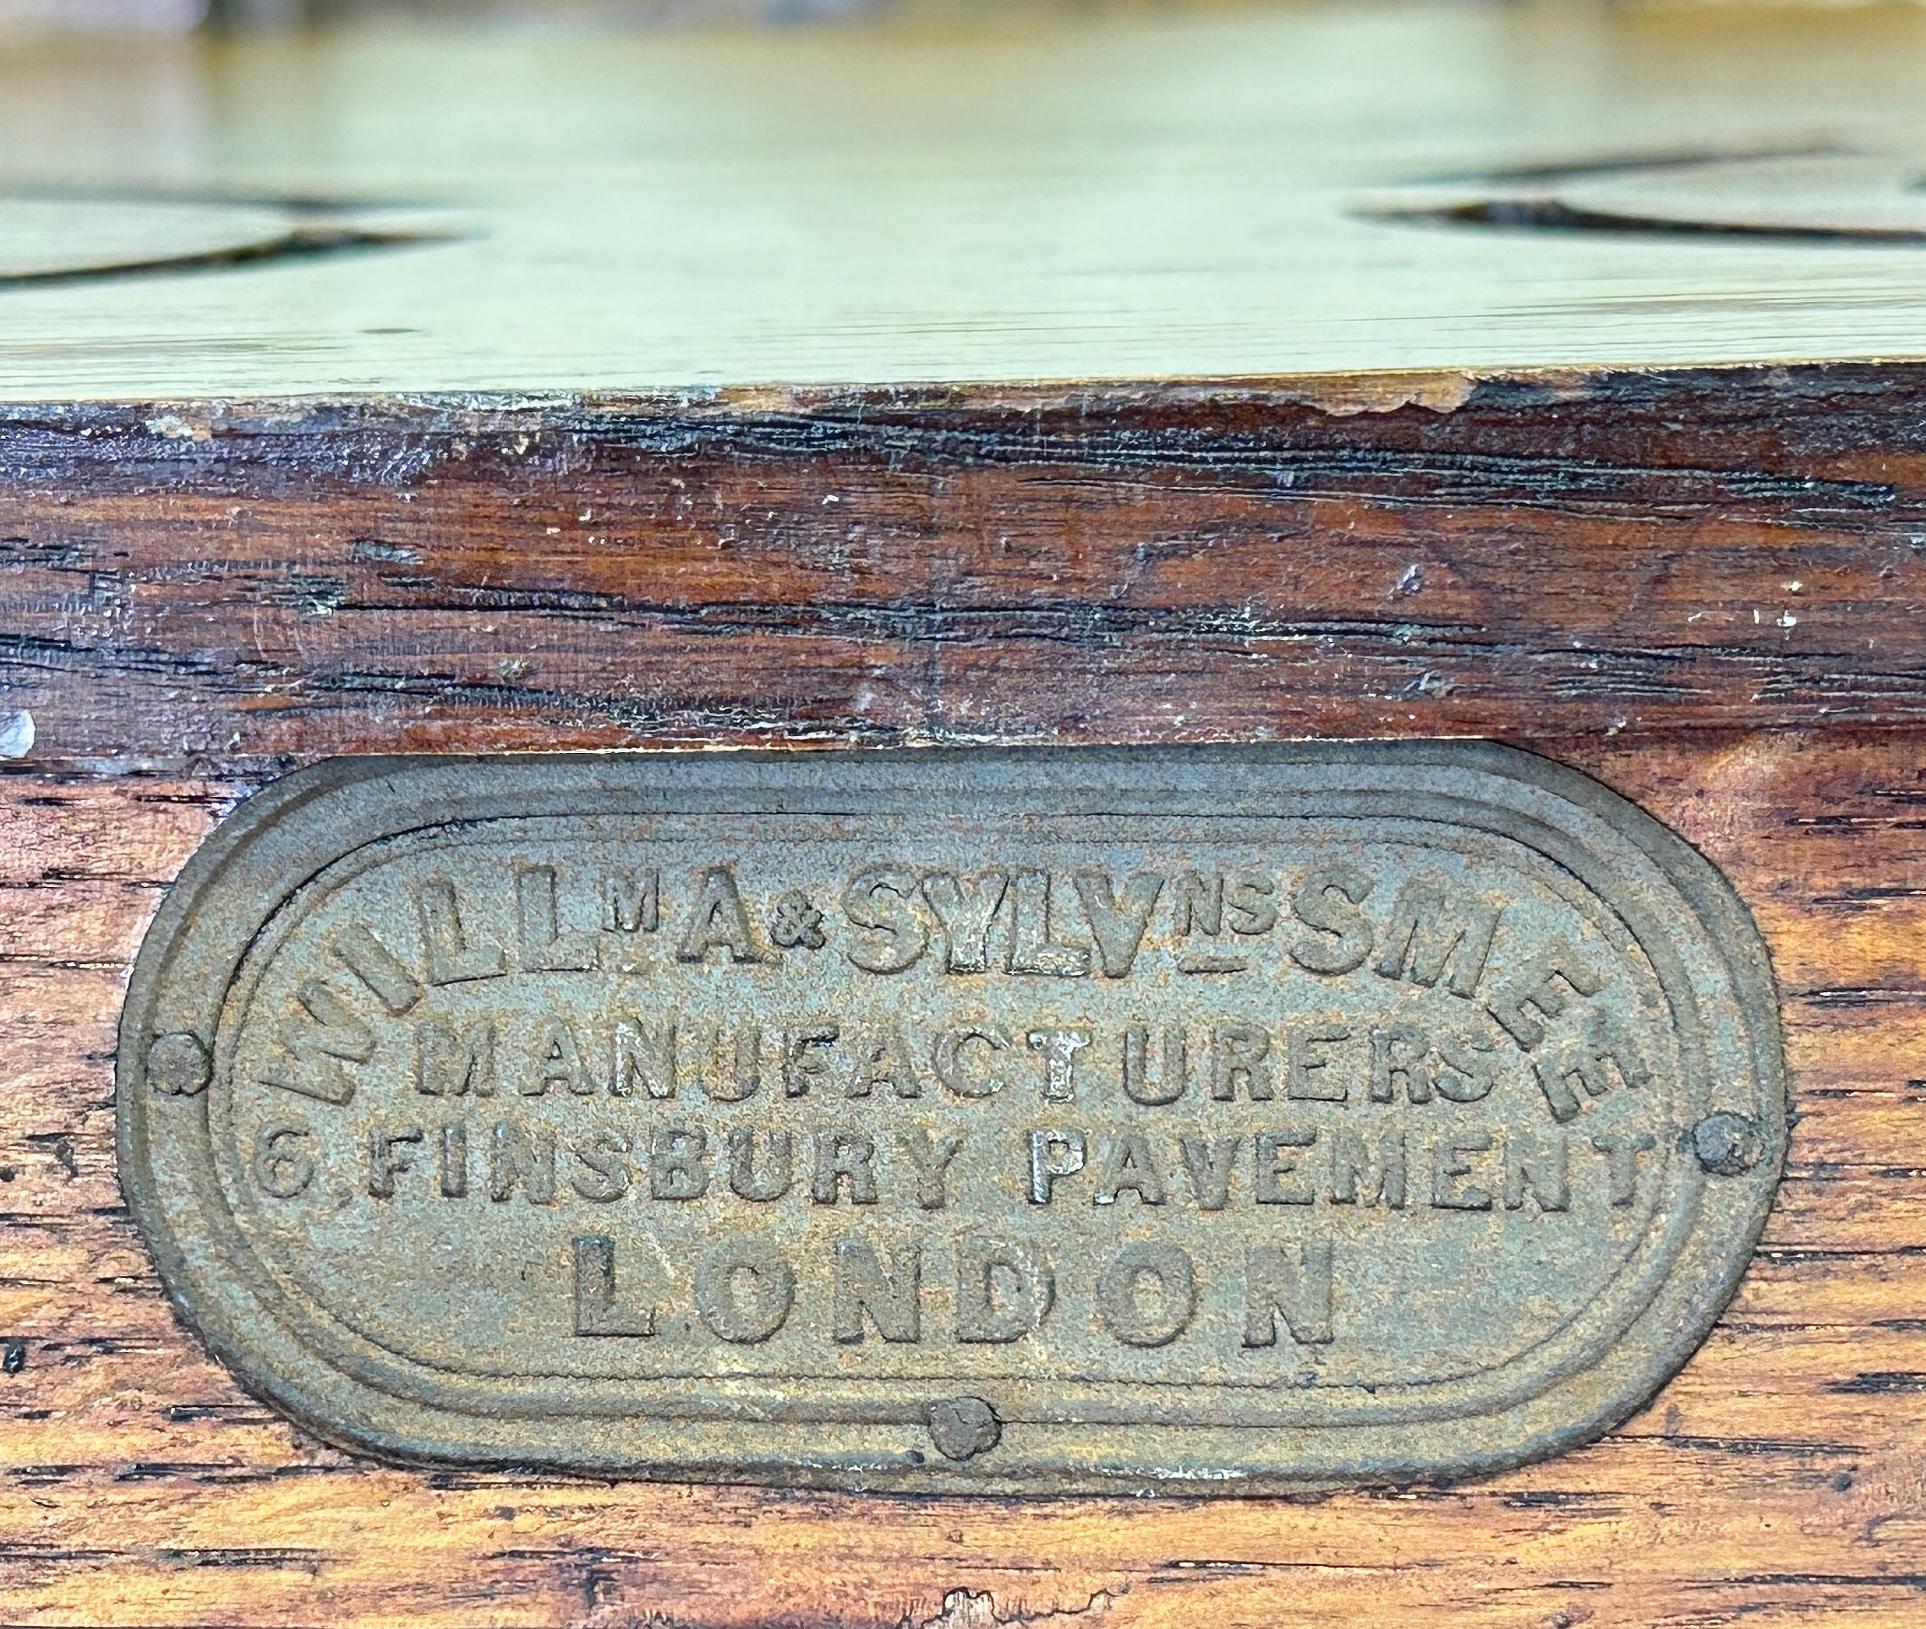 WILLᴹ A & SYLVᴺˢ SMEE
MANUFACTURERS
6 FINSBURY PAVEMENT
LONDON